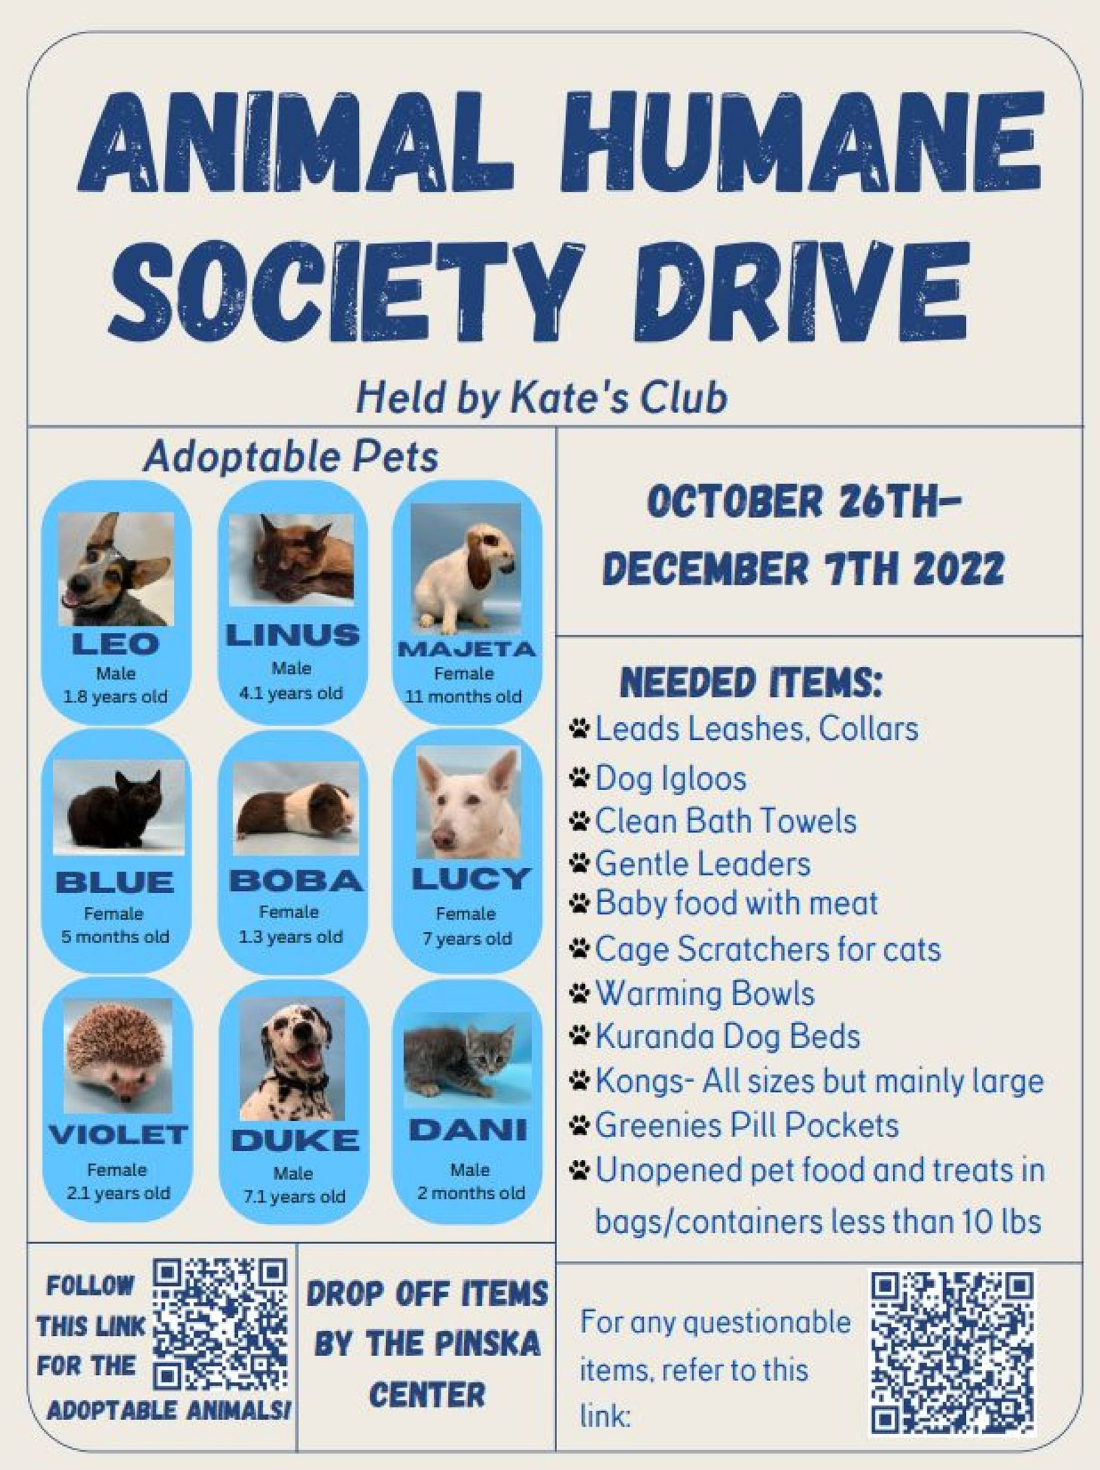 ANIMAL HUMANE
SOCIETY DRIVE
Held by Kate's Club
Adoptable Pets
LEO
Male
1.8 years old
LINUS
Male
4.1 years old
MAJETA
Female
11 months old
BLUE
Female
5 months old
BOBA
Female
1.3 years old
LUCY
Female
7 years old
VIOLET
Female
2.1 years old
DUKE
Male
7.1 years old
DANI
Male
2 months old
OCTOBER 26TH-
DECEMBER 7TH 2022
NEEDED ITEMS:
Leads Leashes, Collars
Dog Igloos
Clean Bath Towels
Gentle Leaders
Baby food with meat
Cage Scratchers for cats
Warming Bowls
Kuranda Dog Beds
Kongs- All sizes but mainly large
Greenies Pill Pockets
Unopened pet food and treats in
bags/containers less than 10 lbs
FOLLOW
THIS LINK
FOR THE
ADOPTABLE ANIMALS!
DROP OFF ITEMS
BY THE PINSKA
CENTER
For any questionable
items, refer to this
link: